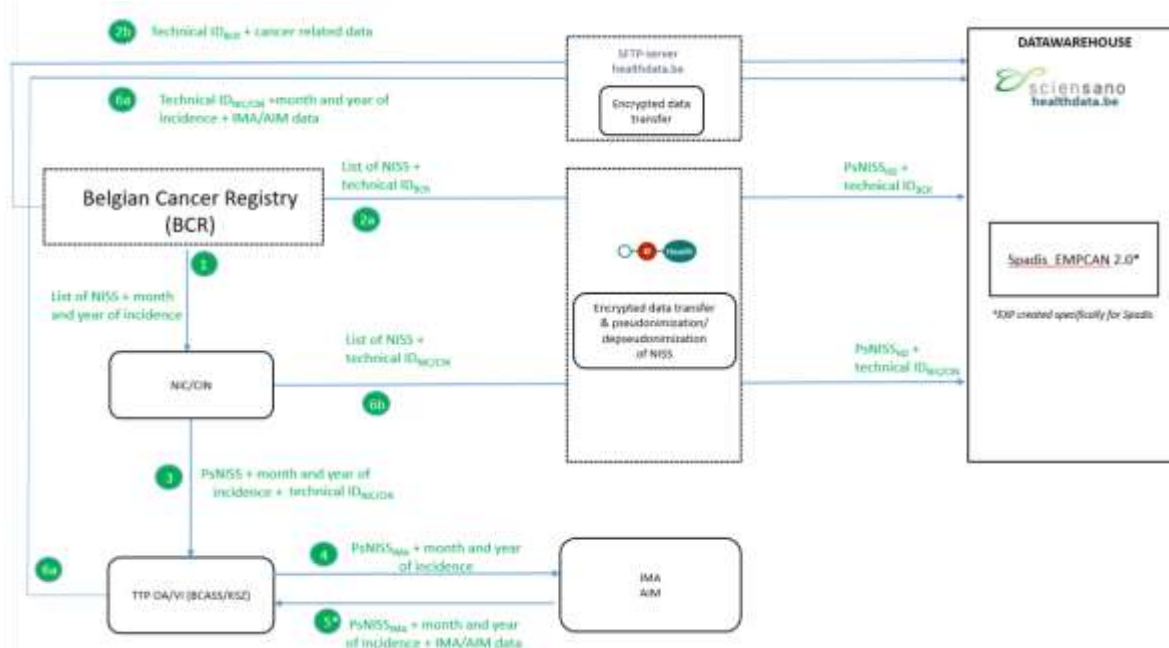 2b Technical ID BCR + cancer related data
SFTP-server
healthdata.be
Encrypted data
transfer
DATAWAREHOUSE
sciensano
healthdata.be
6a Technical ID NIC/CIN +month and year of
incidence + IMA/AIM data
Belgian Cancer Registry
(BCR)
List of NISS +
technical ID BCR
2a
PsNISS HD +
technical ID BCR
1
List of NISS + month
and year of incidence
Health
Encrypted data transfer
& pseudonimization/
depseudonimization
of NISS
Spadis_EMPCAN 2.0*
*EXP created specifically for Spadis
NIC/CIN
List of NISS +
technical ID NIC/CIN
6b
PsNISS HD +
technical ID NIC/CIN
3
PsNISS + month and year of
incidence + technical ID NIC/CIN
6a
TTP OA/VI (BCASS/KSZ)
4
PsNISS IMA + month and year
of incidence
5*
PsNISS IMA + month and year
of incidence + IMA/AIM data
IMA
AIM